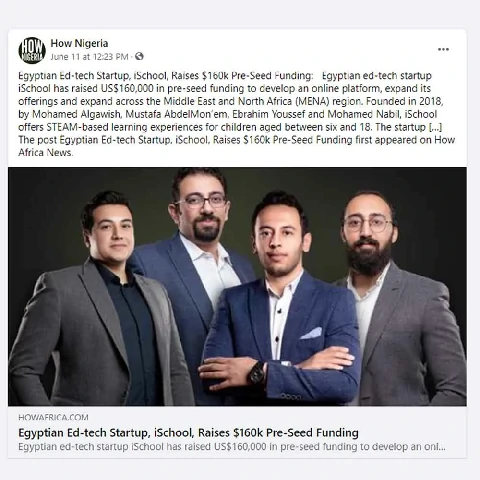 HOW
NIGERIA
How Nigeria
June 11 at 12:23 PM ·
Egyptian Ed-tech Startup, iSchool, Raises $160k Pre-Seed Funding: Egyptian ed-tech startup
iSchool has raised US$160,000 in pre-seed funding to develop an online platform, expand its
offerings and expand across the Middle East and North Africa (MENA) region. Founded in 2018,
by Mohamed Algawish, Mustafa AbdelMon'em, Ebrahim Youssef and Mohamed Nabil, iSchool
offers STEAM-based learning experiences for children aged between six and 18. The startup [...]
The post Egyptian Ed-tech Startup, iSchool, Raises $160k Pre-Seed Funding first appeared on How
Africa News.
HOWAFRICA.COM
Egyptian Ed-tech Startup, iSchool, Raises $160k Pre-Seed Funding
Egyptian ed-tech startup iSchool has raised US$160,000 in pre-seed funding to develop an onl...